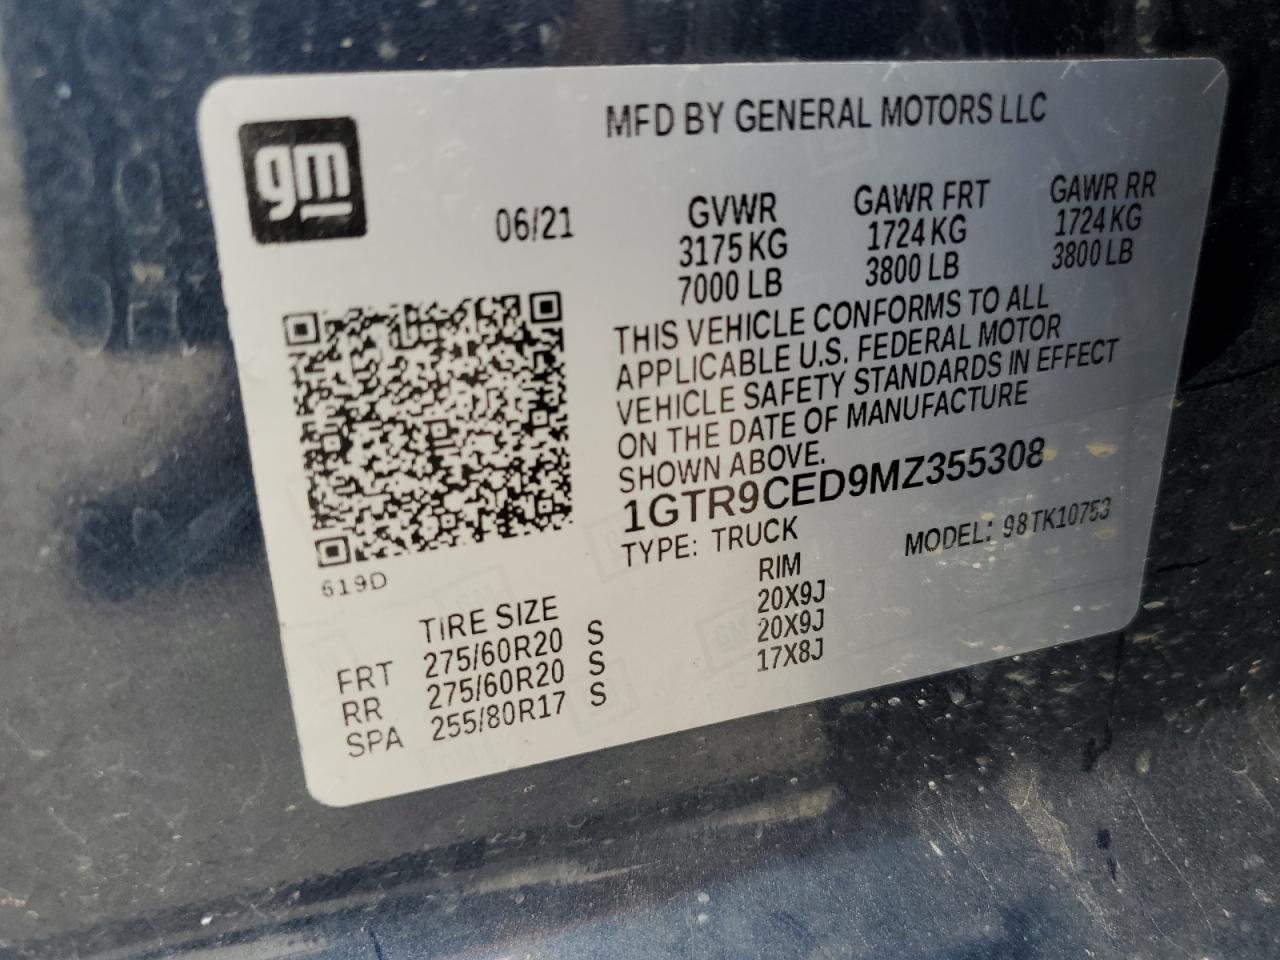 MFD BY GENERAL MOTORS LLC
gm
06/21
GVWR GAWR FRT GAWR RR
3175 KG 1724 KG 1724 KG
7000 LB 3800 LB 3800 LB
THIS VEHICLE CONFORMS TO ALL
APPLICABLE U.S. FEDERAL MOTOR
VEHICLE SAFETY STANDARDS IN EFFECT
ON THE DATE OF MANUFACTURE
SHOWN ABOVE.
1GTR9CED9MZ355308
TYPE: TRUCK MODEL: 98TK10753
619D
TIRE SIZE RIM
FRT 275/60R20 S 20X9J
RR 275/60R20 S 20X9J
SPA 255/80R17 S 17X8J